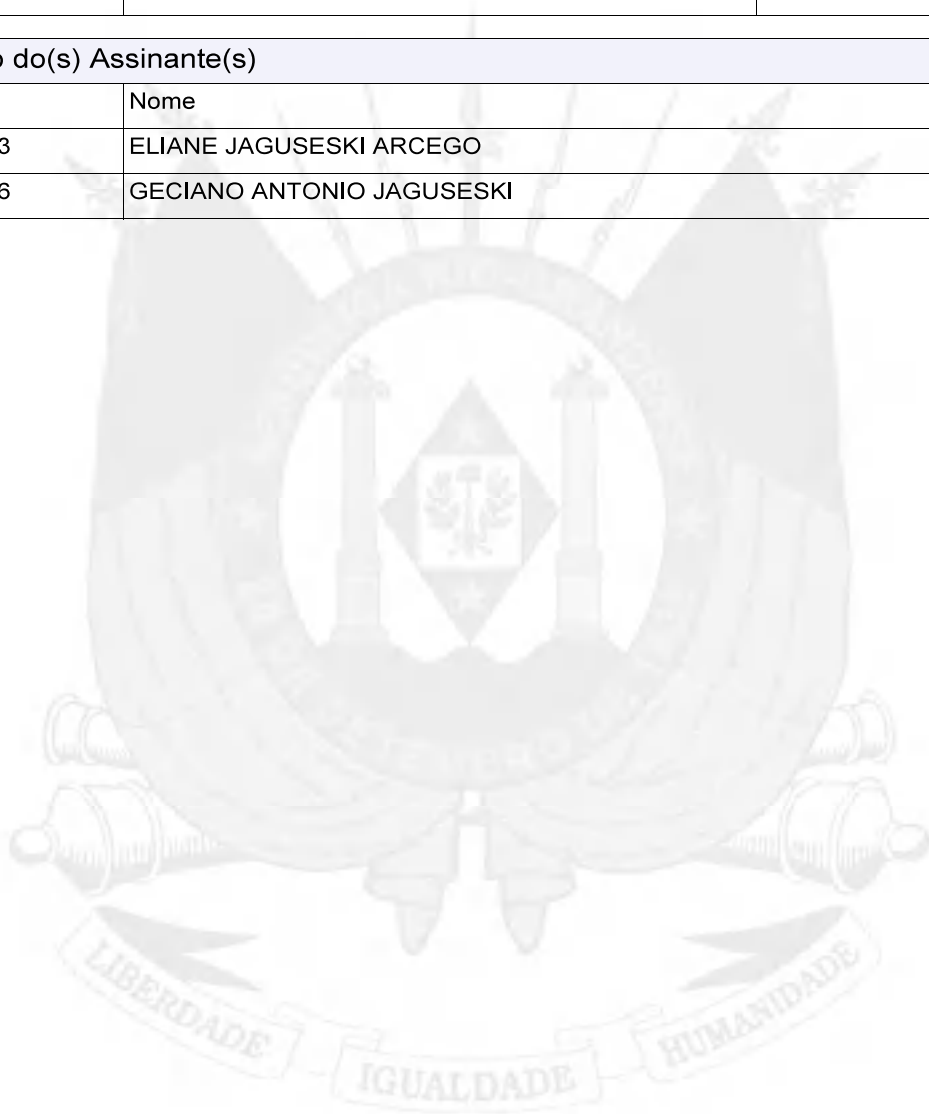 o do(s) Assinante(s)
Nome
3 ELIANE JAGUSESKI ARCEGO
6 GECIANO ANTONIO JAGUSESKI
LIBERDADE
IGUALDADE
HUMANIDADE